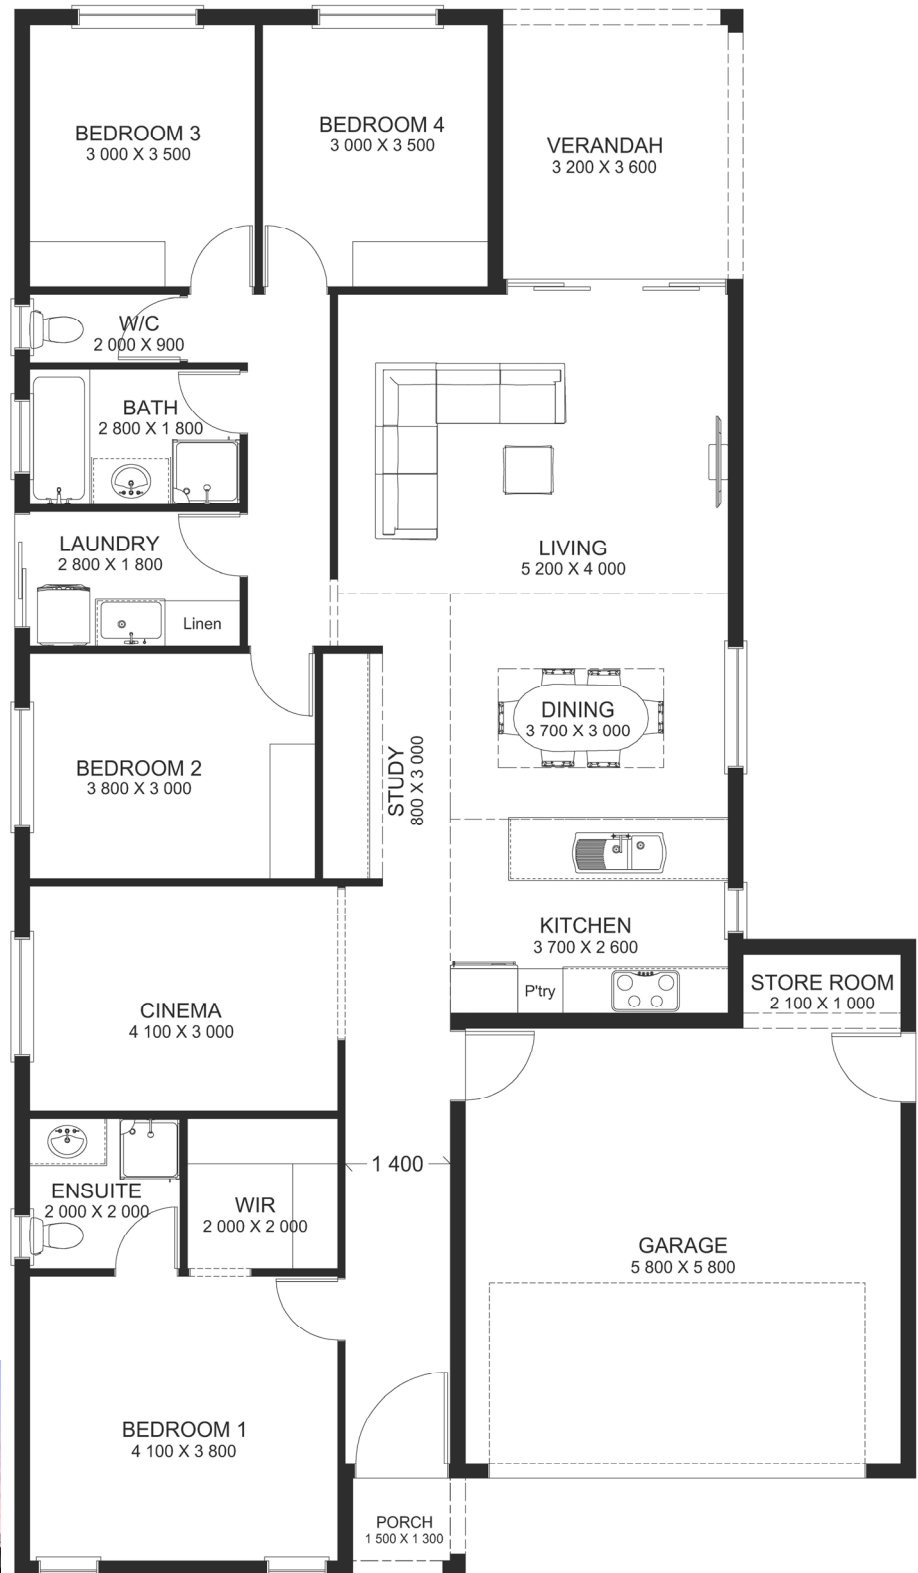 BEDROOM 3
3 000 X 3 500
BEDROOM 4
3 000 X 3 500
VERANDAH
3 200 X 3 600
W/C
2 000 X 900
BATH
2 800 X 1 800
LAUNDRY
2 800 X 1 800
Linen
LIVING
5 200 X 4 000
BEDROOM 2
3 800 X 3 000
STUDY
800 X 3 000
DINING
3 700 X 3 000
KITCHEN
3 700 X 2 600
P'try
STORE ROOM
2 100 X 1 000
CINEMA
4 100 X 3 000
ENSUITE
2 000 X 2 000
WIR
2 000 X 2 000
1 400
GARAGE
5 800 X 5 800
BEDROOM 1
4 100 X 3 800
PORCH
1 500 X 1 300